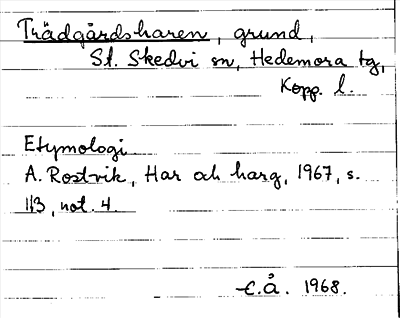 Trädgårdsharen, grund,
St. Skedvi sn, Hedemora tg,
Kopp. l.
Etymologi
A. Rostvik, Har och harg, 1967, s.
113, not. 4.
C.Å. 1968.